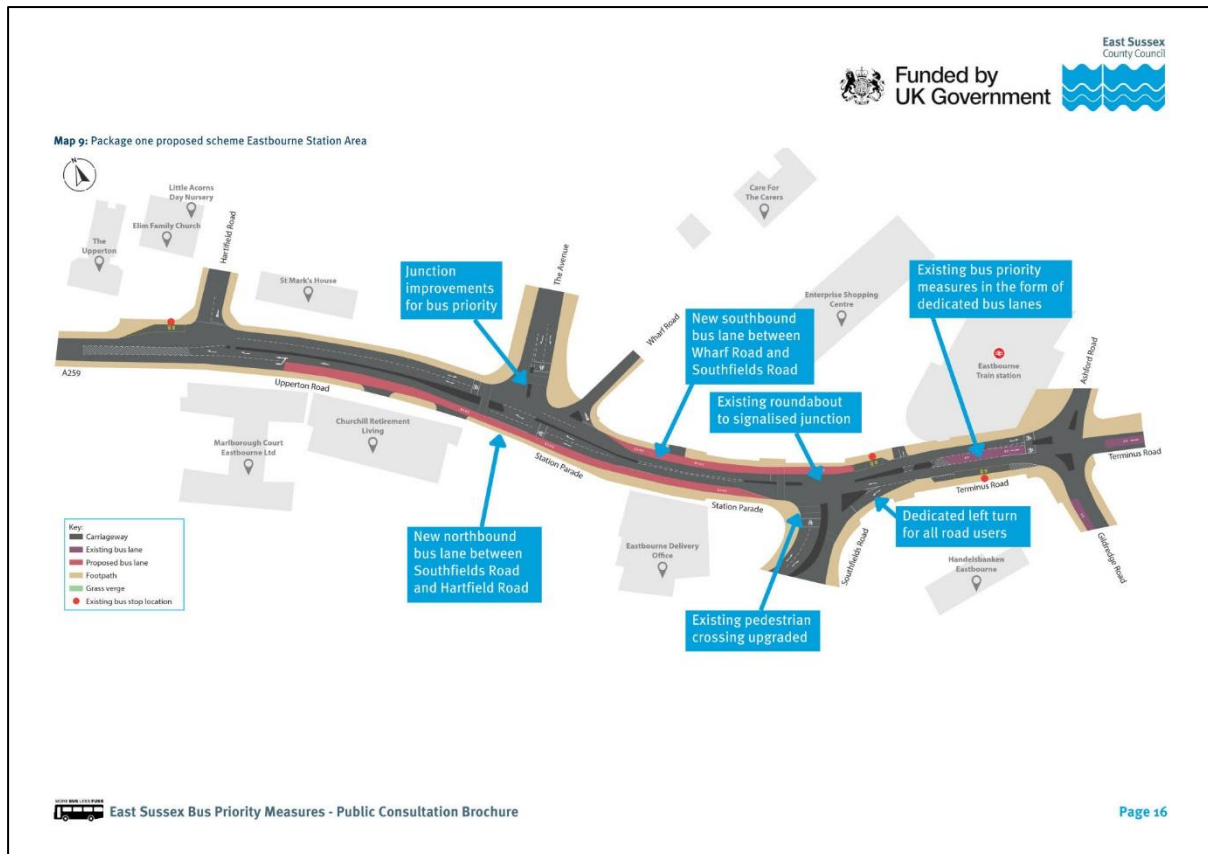 East Sussex
County Council
Funded by
UK Government
Map 9: Package one proposed scheme Eastbourne Station Area
N
Little Acorns
Day Nursery
Elim Family Church
The
Upperton
Hartifield Road
St Mark's House
Junction
improvements
for bus priority
The Avenue
Care For
The Carers
Wharf Road
New southbound
bus lane between
Wharf Road and
Southfields Road
Enterprise Shopping
Centre
Existing bus priority
measures in the form of
dedicated bus lanes
Existing roundabout
to signalised junction
Eastbourne
Train station
Ashford Road
A259
Upperton Road
Marlborough Court
Eastbourne Ltd
Churchill Retirement
Living
Station Parade
Station Parade
Terminus Road
Terminus Road
Gildredge Road
Southfields Road
Key:
Carriageway
Existing bus lane
Proposed bus lane
Footpath
Grass verge
Existing bus stop location
New northbound
bus lane between
Southfields Road
and Hartfield Road
Eastbourne Delivery
Office
Dedicated left turn
for all road users
Handelsbanken
Eastbourne
Existing pedestrian
crossing upgraded
MORE BUS LESS FUSS
East Sussex Bus Priority Measures - Public Consultation Brochure
Page 16